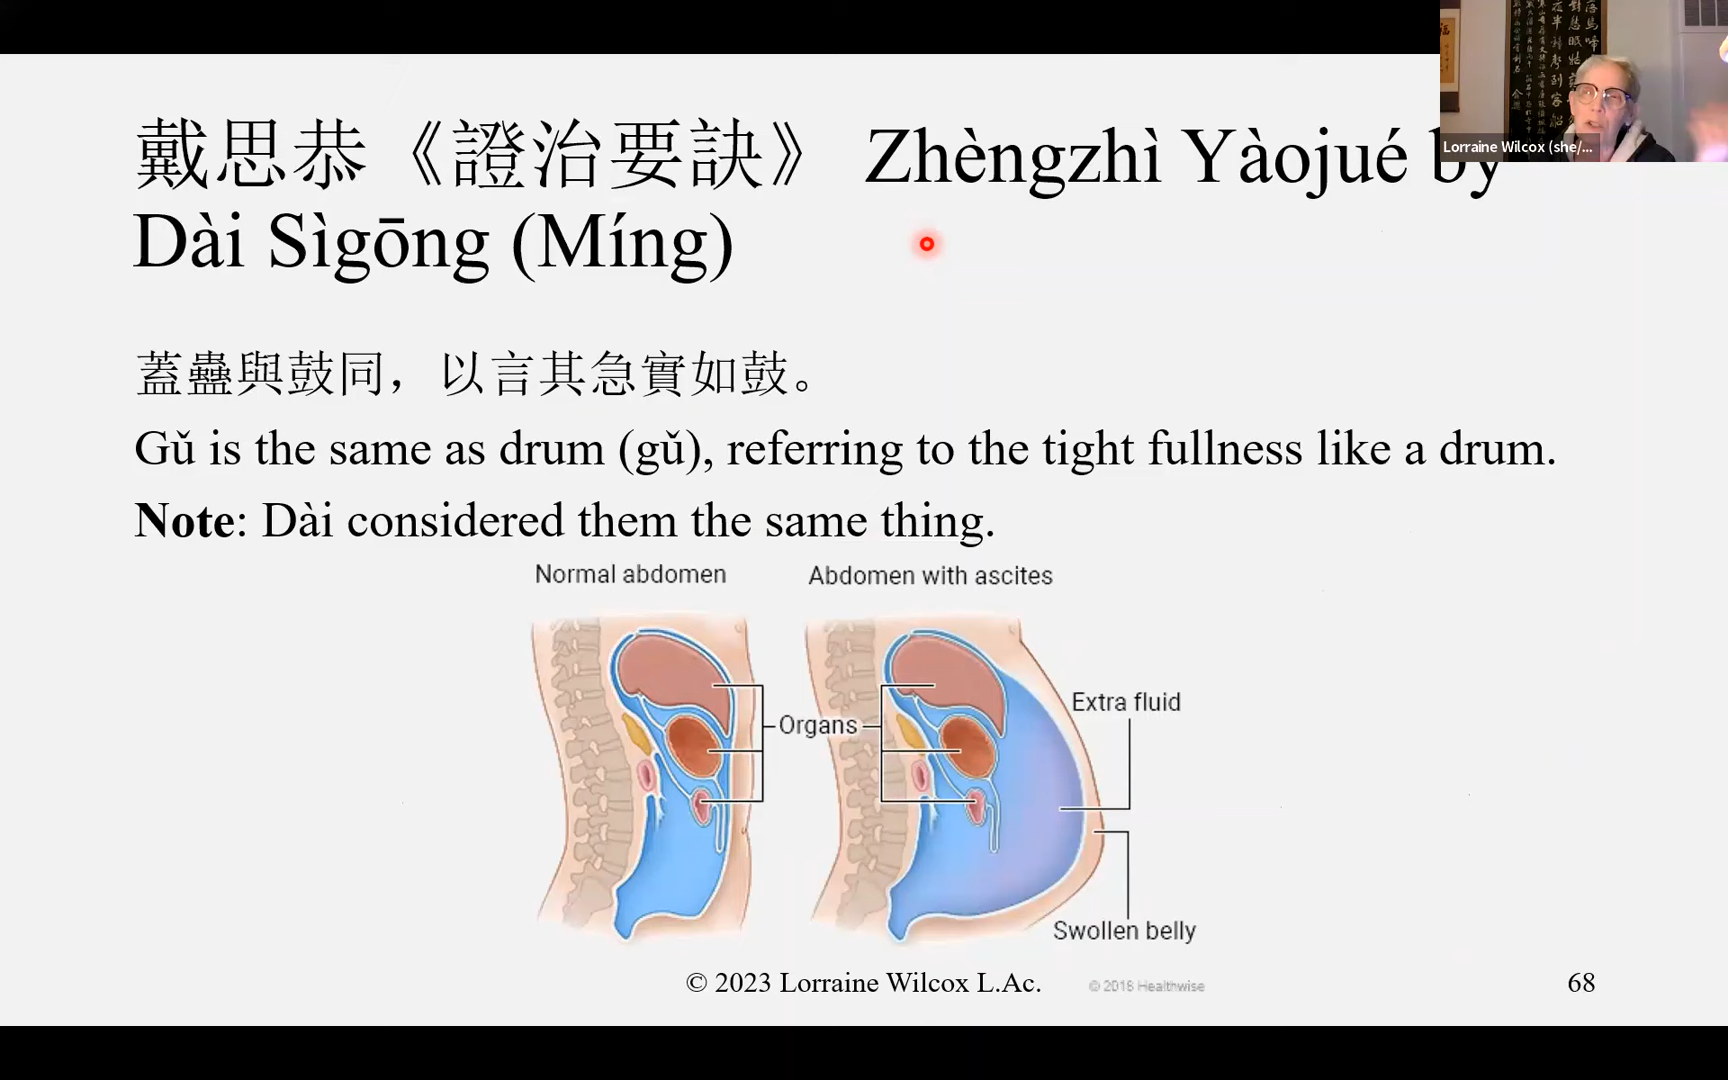 戴思恭《證治要訣》 Zhèngzhì Yàojué by
Dài Sìgōng (Míng)
蓋蠱與鼓同，以言其急實如鼓。
Gǔ is the same as drum (gǔ), referring to the tight fullness like a drum.
Note: Dài considered them the same thing.
Normal abdomen
Abdomen with ascites
Organs
Extra fluid
Swollen belly
© 2023 Lorraine Wilcox L.Ac.
© 2018 Healthwise
68
Lorraine Wilcox (she/...
福